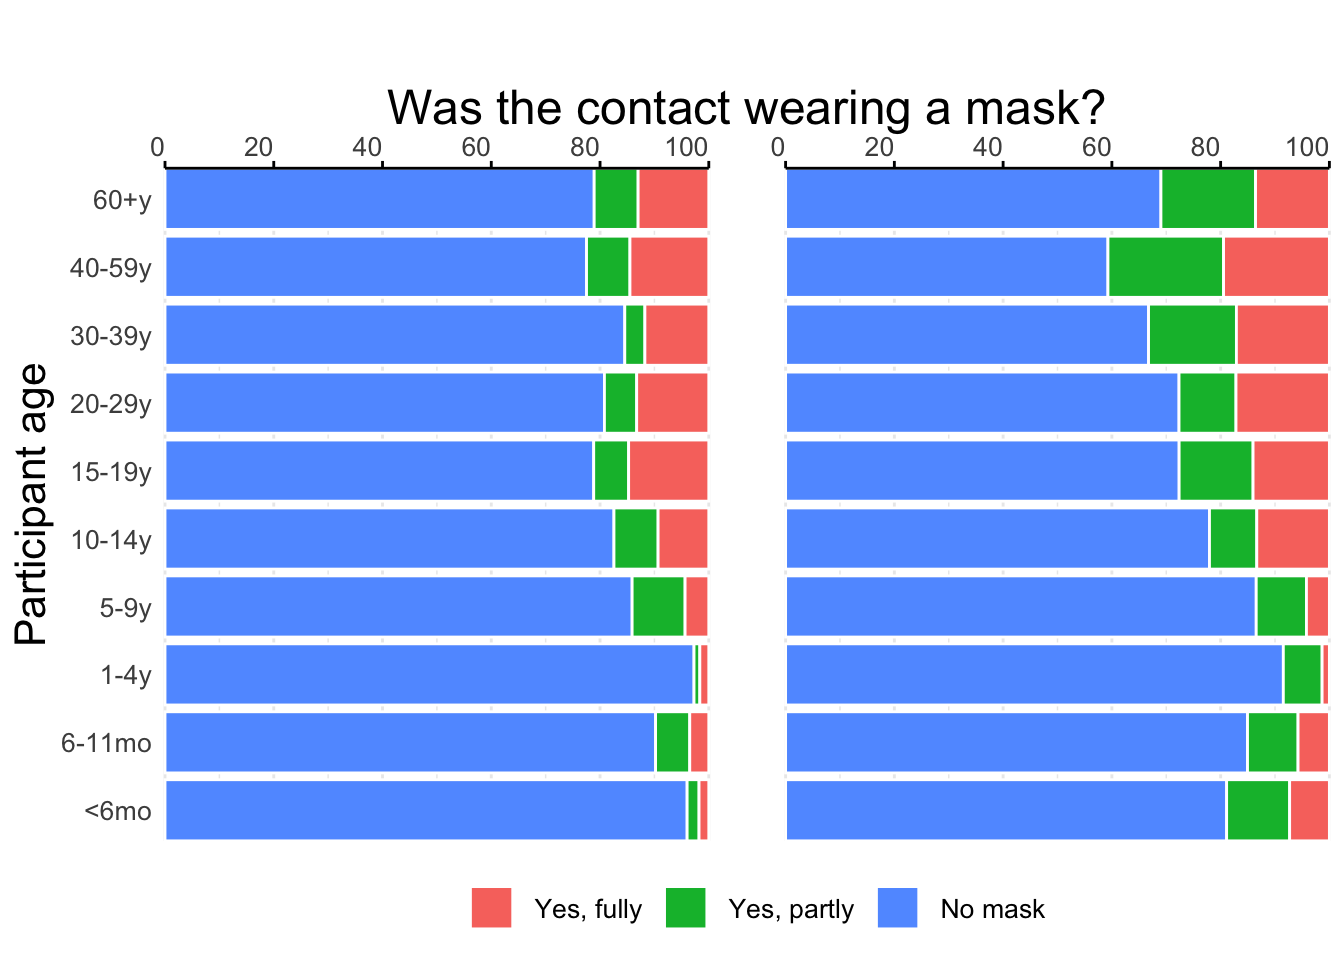 Was the contact wearing a mask?
0 20 40 60 80 100 0 20 40 60 80 100
Participant age
60+y
40-59y
30-39y
20-29y
15-19y
10-14y
5-9y
1-4y
6-11mo
<6mo
Yes, fully Yes, partly No mask